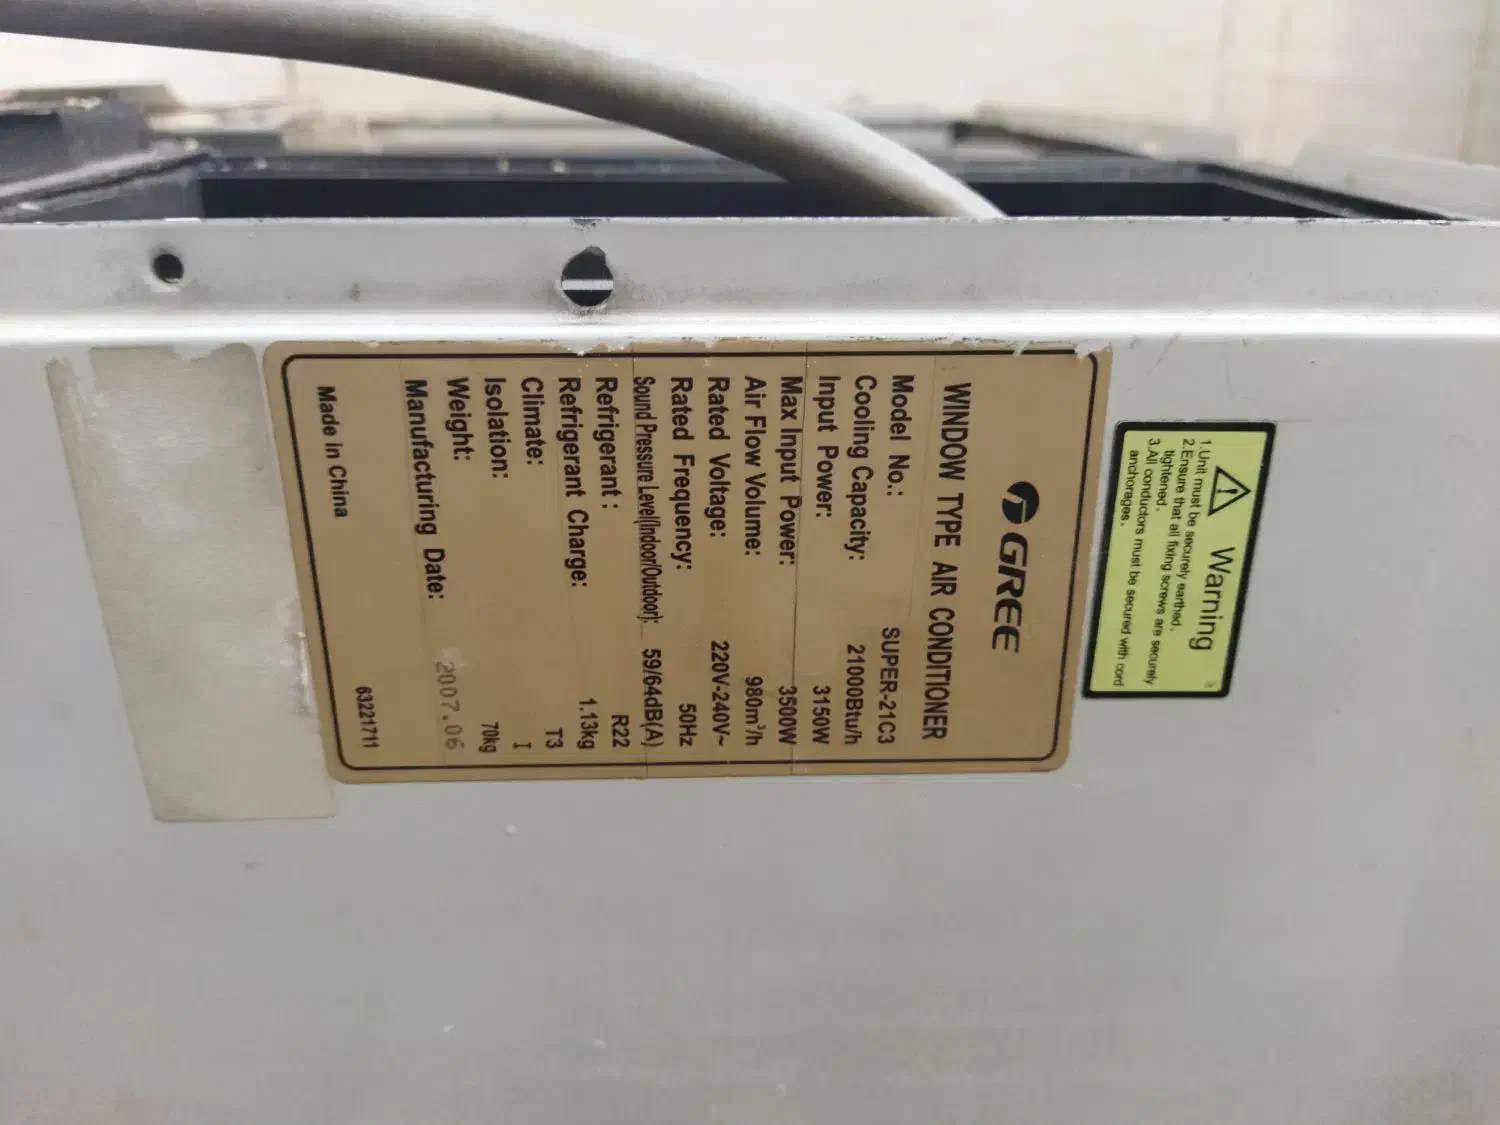 GREE
WINDOW TYPE AIR CONDITIONER
Model No.: SUPER-21C3
Cooling Capacity: 21000Btu/h
Input Power: 3150W
Max Input Power: 3500W
Air Flow Volume: 980m³/h
Rated Voltage: 220V-240V~
Rated Frequency: 50Hz
Sound Pressure Level(Indoor/Outdoor): 59/64dB(A)
Refrigerant : R22
Refrigerant Charge: 1.13kg
Climate: T3
Isolation: I
Weight: 70kg
Manufacturing Date: 2007.06
Made in China 63221711
Warning
1.Unit must be securely earthed.
2.Ensure that all fixing screws are securely
tightened.
3.All conductors must be secured with cord
anchorages.